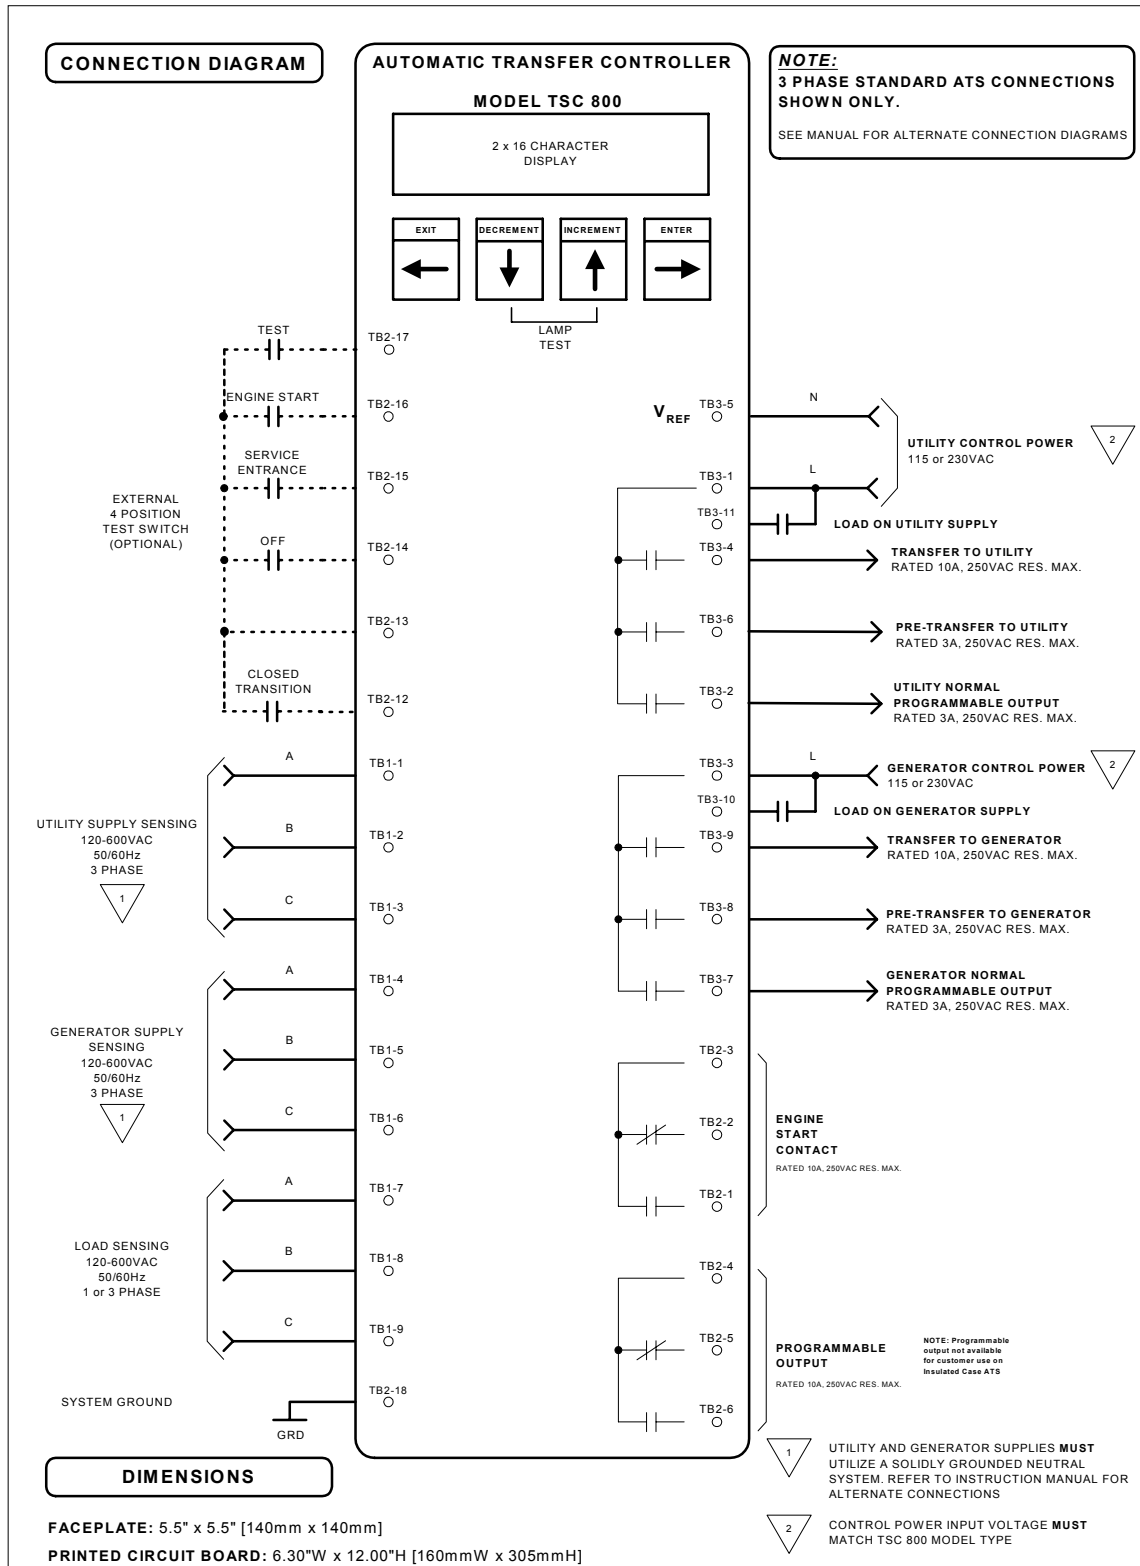 CONNECTION DIAGRAM
AUTOMATIC TRANSFER CONTROLLER
MODEL TSC 800
2 x 16 CHARACTER
DISPLAY
EXIT
DECREMENT
INCREMENT
ENTER
LAMP
TEST
NOTE:
3 PHASE STANDARD ATS CONNECTIONS
SHOWN ONLY.
SEE MANUAL FOR ALTERNATE CONNECTION DIAGRAMS
TEST
TB2-17
ENGINE START
TB2-16
SERVICE
ENTRANCE
TB2-15
EXTERNAL
4 POSITION
TEST SWITCH
(OPTIONAL)
OFF
TB2-14
TB2-13
CLOSED
TRANSITION
TB2-12
A
TB1-1
UTILITY SUPPLY SENSING
120-600VAC
50/60Hz
3 PHASE
1
B
TB1-2
C
TB1-3
A
TB1-4
GENERATOR SUPPLY
SENSING
120-600VAC
50/60Hz
3 PHASE
1
B
TB1-5
C
TB1-6
A
TB1-7
LOAD SENSING
120-600VAC
50/60Hz
1 or 3 PHASE
B
TB1-8
C
TB1-9
SYSTEM GROUND
TB2-18
GRD
VREF
TB3-5
N
UTILITY CONTROL POWER
115 or 230VAC
2
TB3-1
L
TB3-11
LOAD ON UTILITY SUPPLY
TB3-4
TRANSFER TO UTILITY
RATED 10A, 250VAC RES. MAX.
TB3-6
PRE-TRANSFER TO UTILITY
RATED 3A, 250VAC RES. MAX.
TB3-2
UTILITY NORMAL
PROGRAMMABLE OUTPUT
RATED 3A, 250VAC RES. MAX.
TB3-3
L
GENERATOR CONTROL POWER
115 or 230VAC
2
TB3-10
LOAD ON GENERATOR SUPPLY
TB3-9
TRANSFER TO GENERATOR
RATED 10A, 250VAC RES. MAX.
TB3-8
PRE-TRANSFER TO GENERATOR
RATED 3A, 250VAC RES. MAX.
TB3-7
GENERATOR NORMAL
PROGRAMMABLE OUTPUT
RATED 3A, 250VAC RES. MAX.
TB2-3
TB2-2
TB2-1
ENGINE
START
CONTACT
RATED 10A, 250VAC RES. MAX.
TB2-4
TB2-5
TB2-6
PROGRAMMABLE
OUTPUT
RATED 10A, 250VAC RES. MAX.
NOTE: Programmable
output not available
for customer use on
Insulated Case ATS
1
UTILITY AND GENERATOR SUPPLIES MUST
UTILIZE A SOLIDLY GROUNDED NEUTRAL
SYSTEM. REFER TO INSTRUCTION MANUAL FOR
ALTERNATE CONNECTIONS
2
CONTROL POWER INPUT VOLTAGE MUST
MATCH TSC 800 MODEL TYPE
DIMENSIONS
FACEPLATE: 5.5" x 5.5" [140mm x 140mm]
PRINTED CIRCUIT BOARD: 6.30"W x 12.00"H [160mmW x 305mmH]